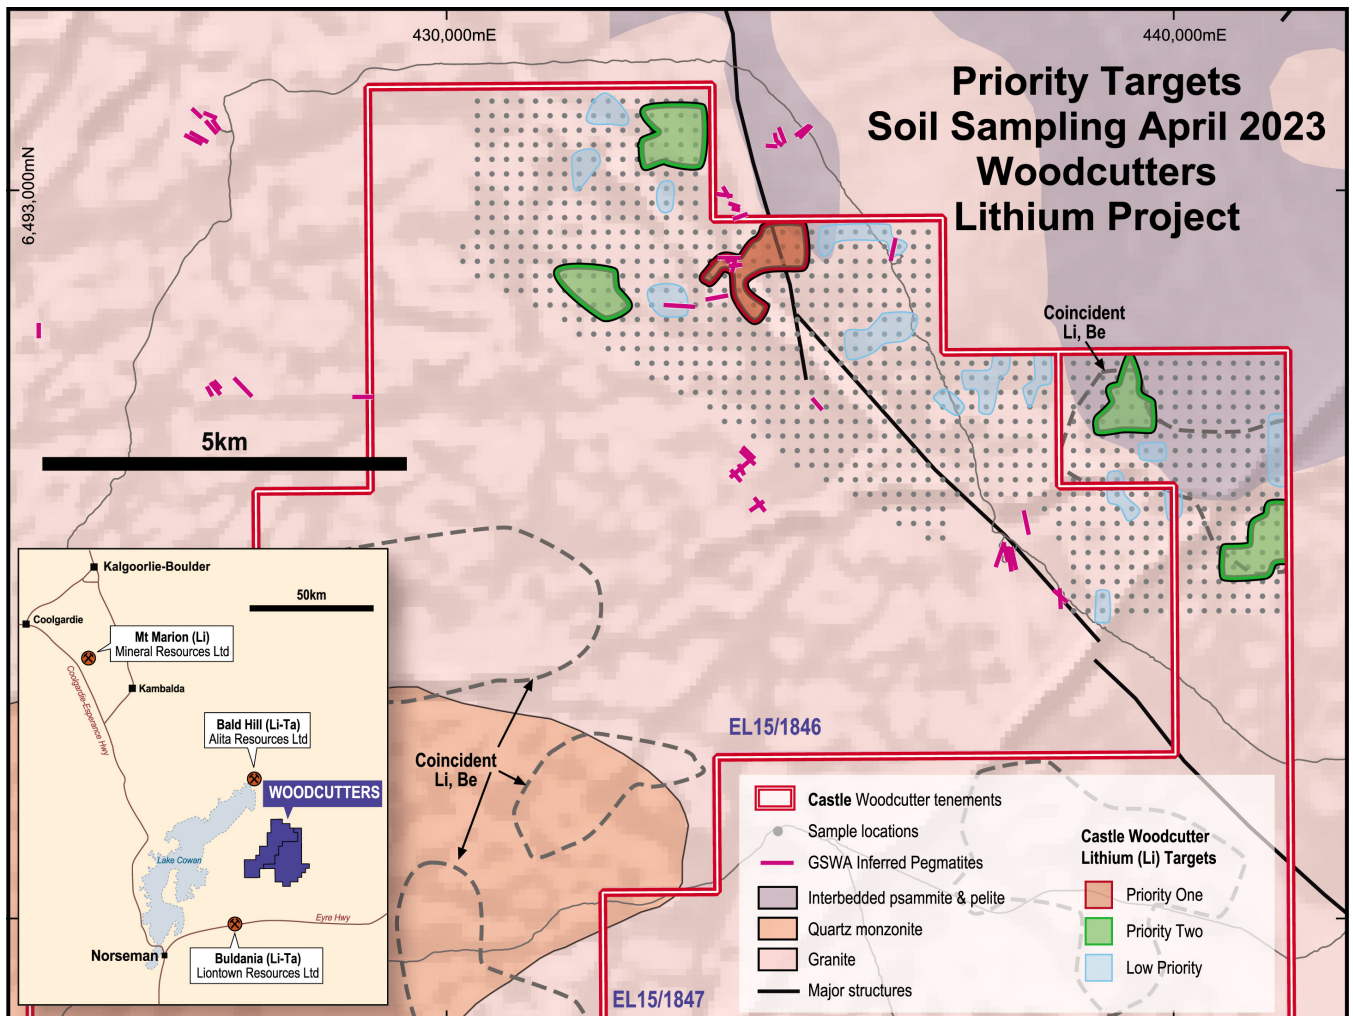 430,000mE
440,000mE
6,493,000mN
Priority Targets
Soil Sampling April 2023
Woodcutters
Lithium Project
Coincident
Li, Be
5km
Kalgoorlie-Boulder
50km
Coolgardie
Mt Marion (Li)
Mineral Resources Ltd
Coolgardie-Esperance Hwy
Kambalda
Bald Hill (Li-Ta)
Alita Resources Ltd
WOODCUTTERS
Lake Cowan
Eyre Hwy
Norseman
Buldania (Li-Ta)
Liontown Resources Ltd
Coincident
Li, Be
EL15/1846
EL15/1847
Castle Woodcutter tenements
Sample locations
GSWA Inferred Pegmatites
Interbedded psammite & pelite
Quartz monzonite
Granite
Major structures
Castle Woodcutter
Lithium (Li) Targets
Priority One
Priority Two
Low Priority